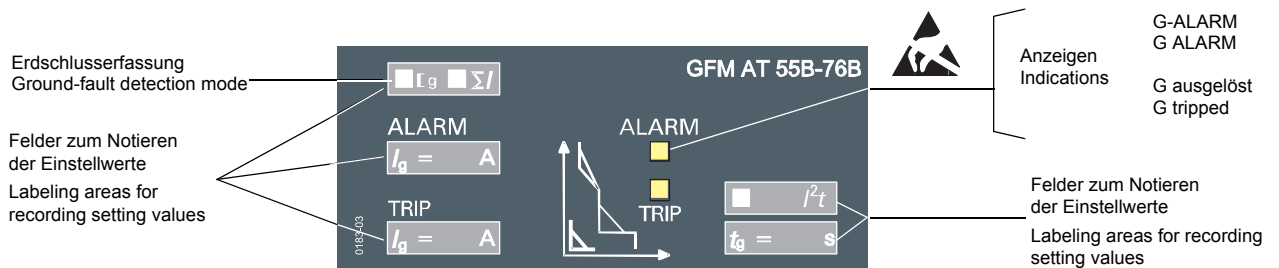 Erdschlusserfassung
Ground-fault detection mode
Felder zum Notieren
der Einstellwerte
Labeling areas for
recording setting values
g ΣI
GFM AT 55B-76B
ALARM
Ig = A
TRIP
Ig = A
0183-03
ALARM
TRIP
I²t
tg = s
Anzeigen
Indications
G-ALARM
G ALARM
G ausgelöst
G tripped
Felder zum Notieren
der Einstellwerte
Labeling areas for recording
setting values